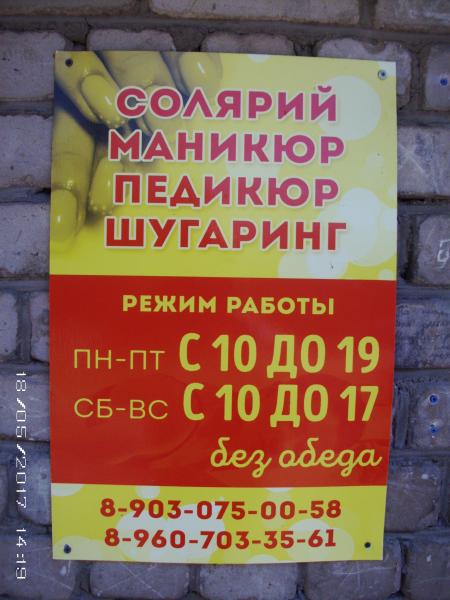 СОЛЯРИЙ
МАНИКЮР
ПЕДИКЮР
ШУГАРИНГ
РЕЖИМ РАБОТЫ
ПН-ПТ С 10 ДО 19
СБ-ВС С 10 ДО 17
без обеда
8-903-075-00-58
8-960-703-35-61
18/05/2017 14:19